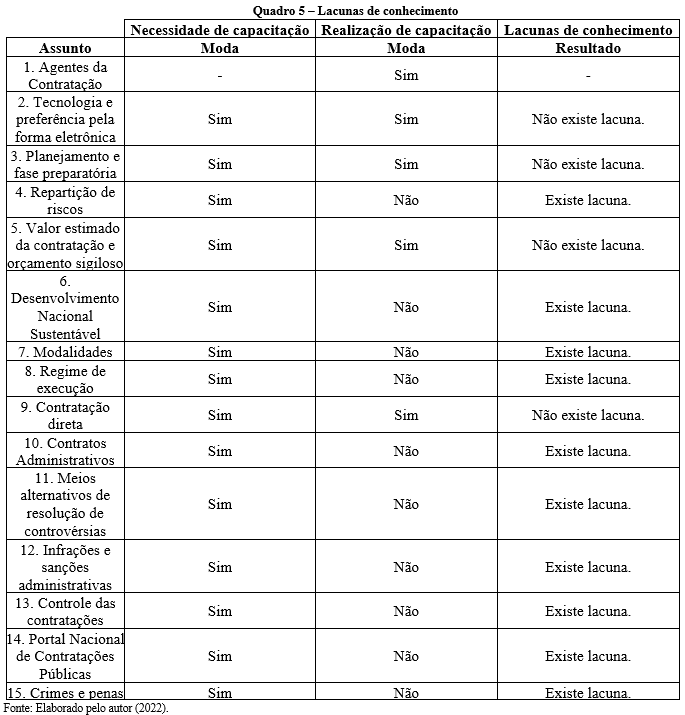 Quadro 5 – Lacunas de conhecimento
Necessidade de capacitação Realização de capacitação Lacunas de conhecimento
Assunto Moda Moda Resultado
1. Agentes da
Contratação
- Sim -
2. Tecnologia e
preferência pela
forma eletrônica
Sim Sim Não existe lacuna.
3. Planejamento e
fase preparatória
Sim Sim Não existe lacuna.
4. Repartição de
riscos
Sim Não Existe lacuna.
5. Valor estimado
da contratação e
orçamento sigiloso
Sim Sim Não existe lacuna.
6.
Desenvolvimento
Nacional
Sustentável
Sim Não Existe lacuna.
7. Modalidades Sim Não Existe lacuna.
8. Regime de
execução
Sim Não Existe lacuna.
9. Contratação
direta
Sim Sim Não existe lacuna.
10. Contratos
Administrativos
Sim Não Existe lacuna.
11. Meios
alternativos de
resolução de
controvérsias
Sim Não Existe lacuna.
12. Infrações e
sanções
administrativas
Sim Não Existe lacuna.
13. Controle das
contratações
Sim Não Existe lacuna.
14. Portal Nacional
de Contratações
Públicas
Sim Não Existe lacuna.
15. Crimes e penas Sim Não Existe lacuna.
Fonte: Elaborado pelo autor (2022).